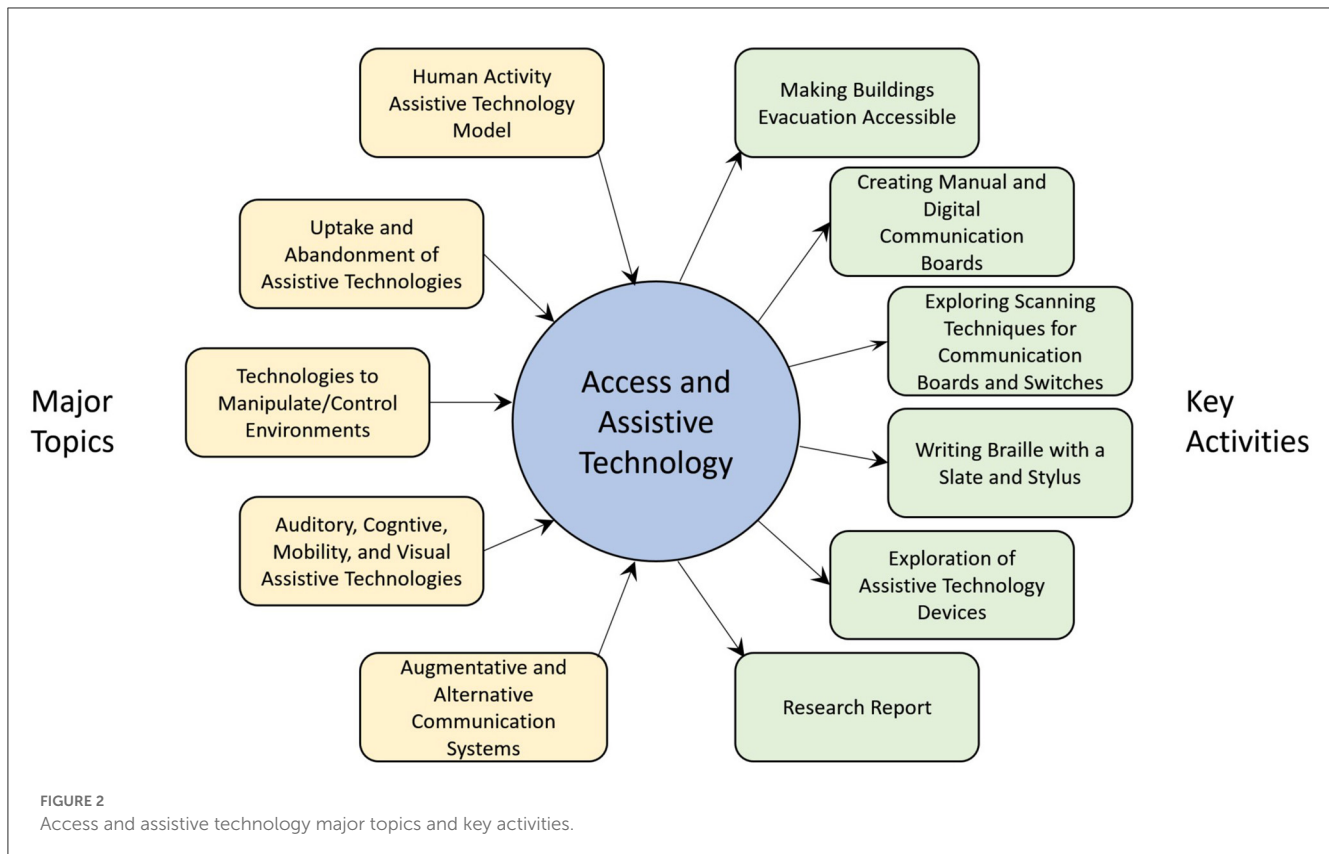 Human Activity
Assistive Technology
Model
Uptake and
Abandonment of
Assistive Technologies
Technologies to
Manipulate/Control
Environments
Auditory, Cogntive,
Mobility, and Visual
Assistive Technologies
Augmentative and
Alternative
Communication
Systems
Major
Topics
Access and
Assistive
Technology
Making Buildings
Evacuation Accessible
Creating Manual and
Digital
Communication
Boards
Exploring Scanning
Techniques for
Communication
Boards and Switches
Writing Braille with a
Slate and Stylus
Exploration of
Assistive Technology
Devices
Research Report
Key
Activities
FIGURE 2
Access and assistive technology major topics and key activities.